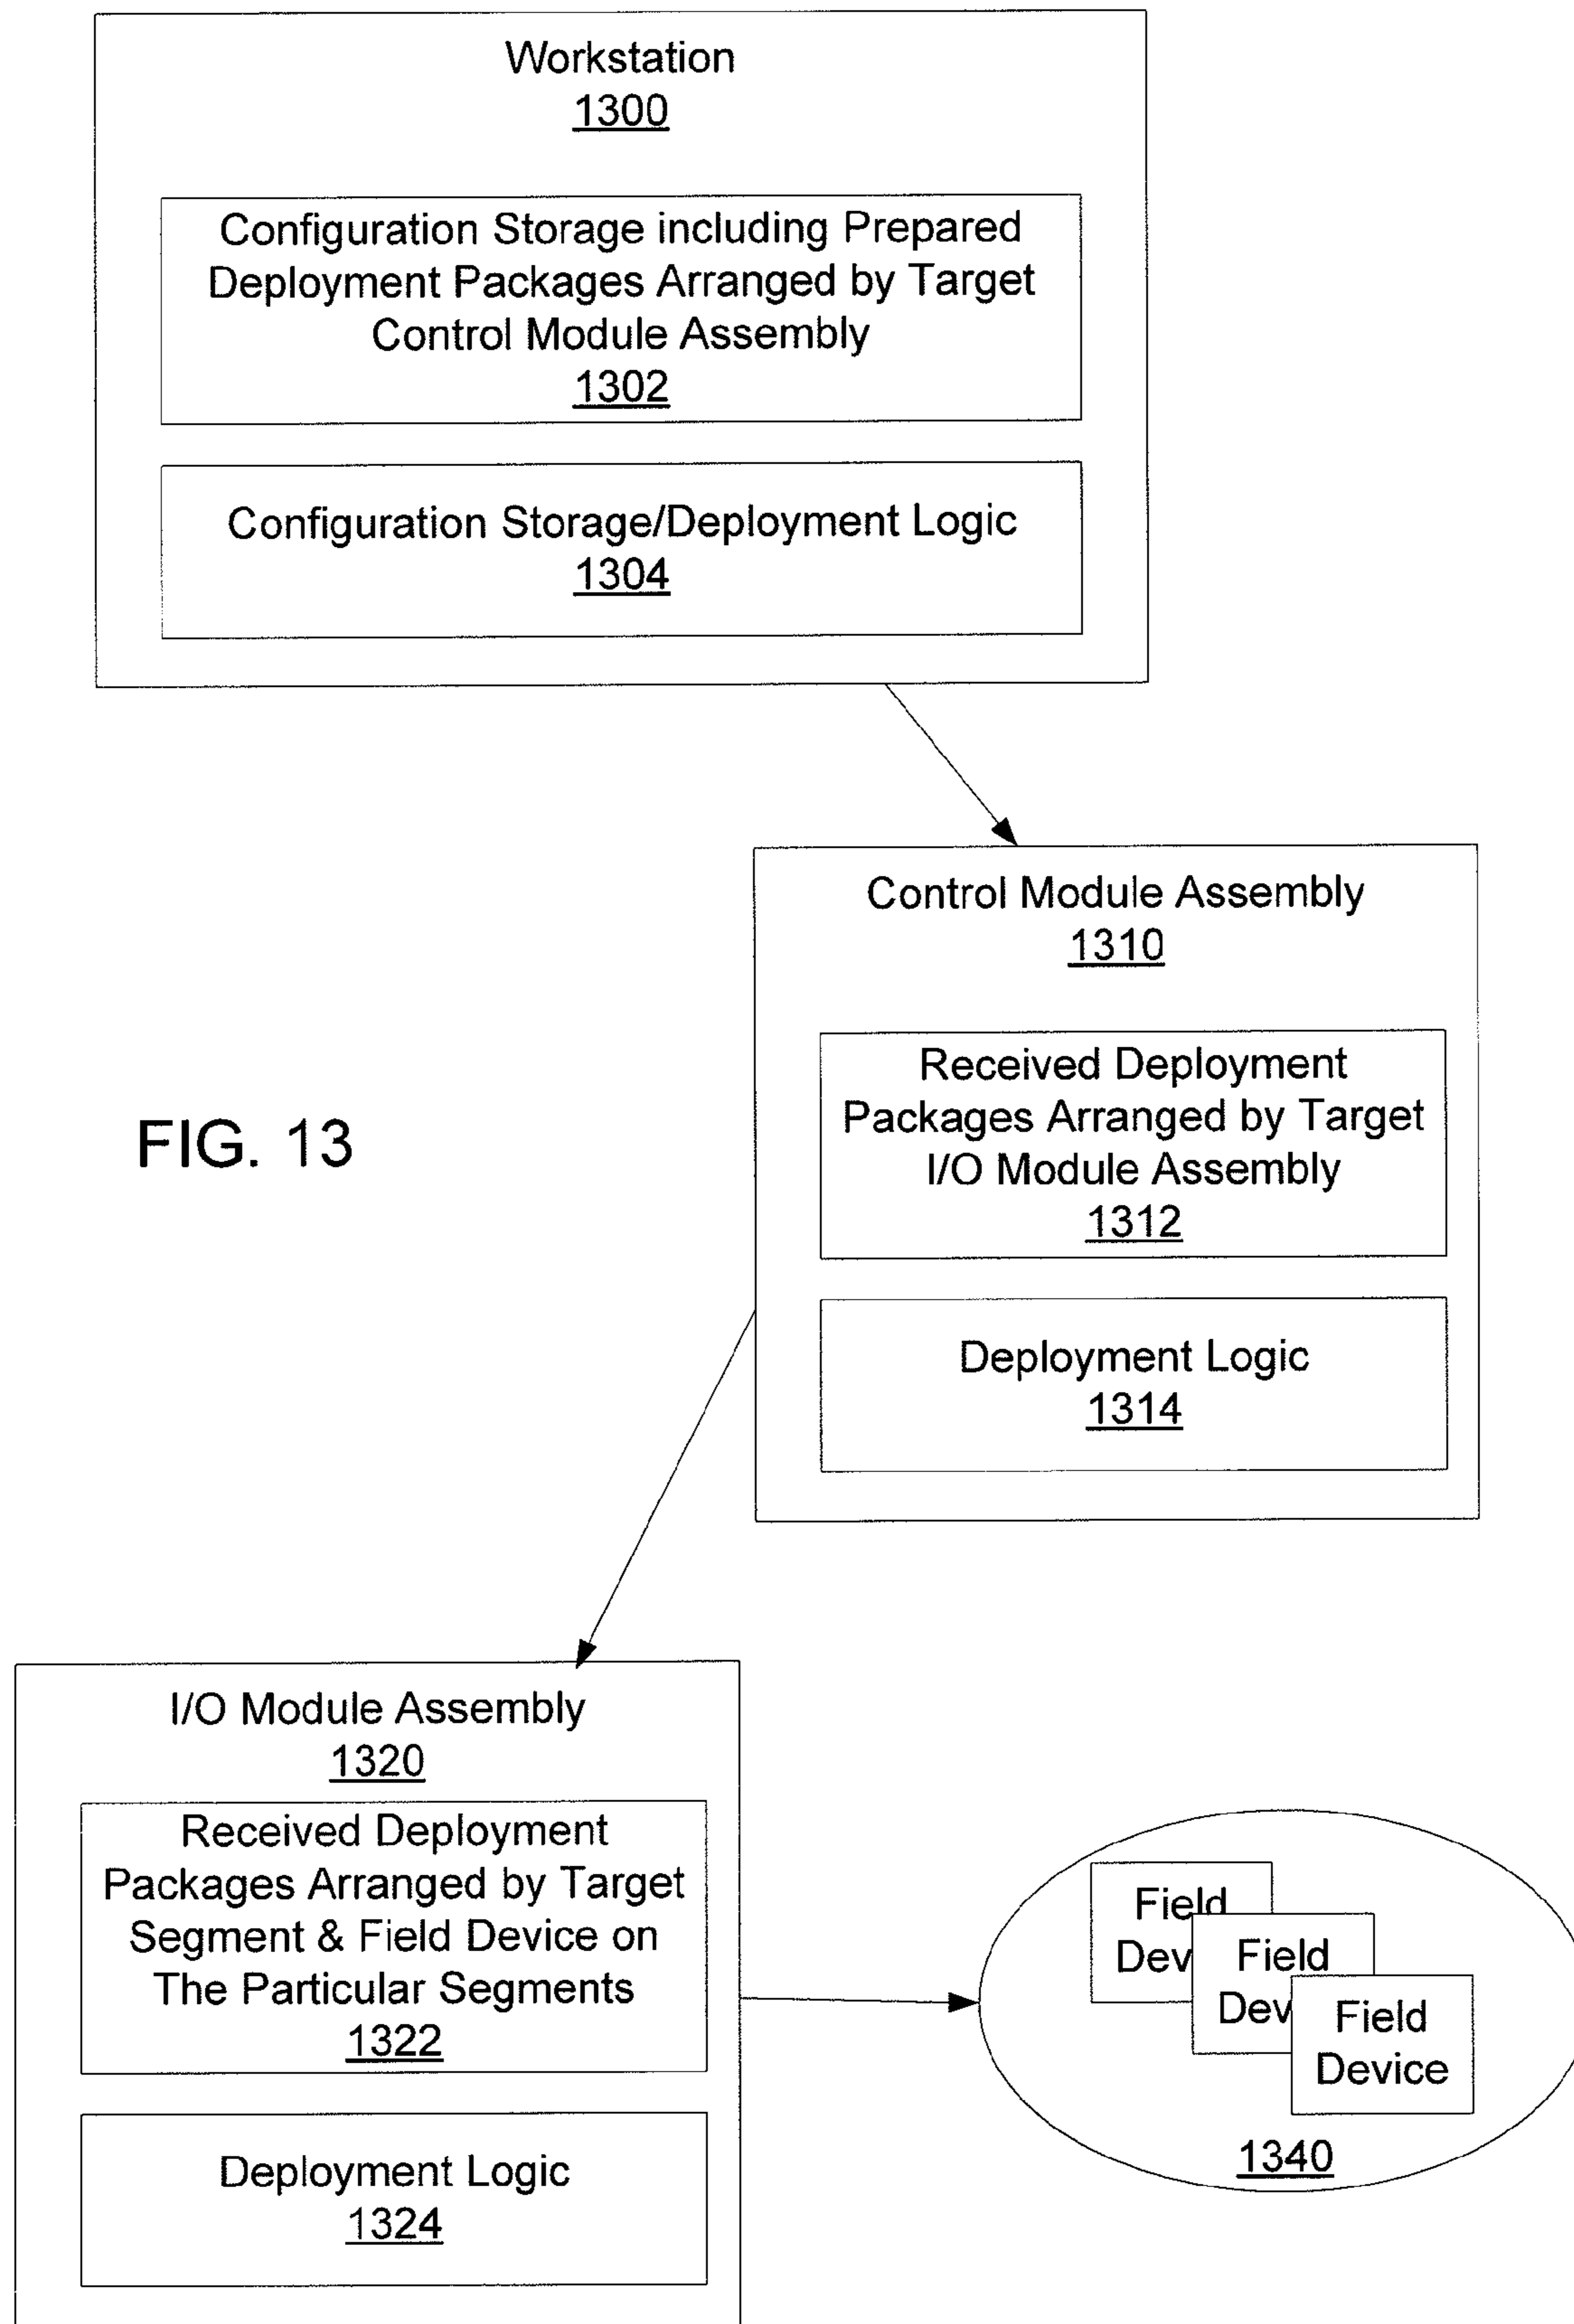 Workstation
1300
Configuration Storage including Prepared
Deployment Packages Arranged by Target
Control Module Assembly
1302
Configuration Storage/Deployment Logic
1304
Control Module Assembly
1310
Received Deployment
Packages Arranged by Target
I/O Module Assembly
1312
Deployment Logic
1314
FIG. 13
I/O Module Assembly
1320
Received Deployment
Packages Arranged by Target
Segment & Field Device on
The Particular Segments
1322
Deployment Logic
1324
Field
Dev
Field
Dev
Field
Device
1340